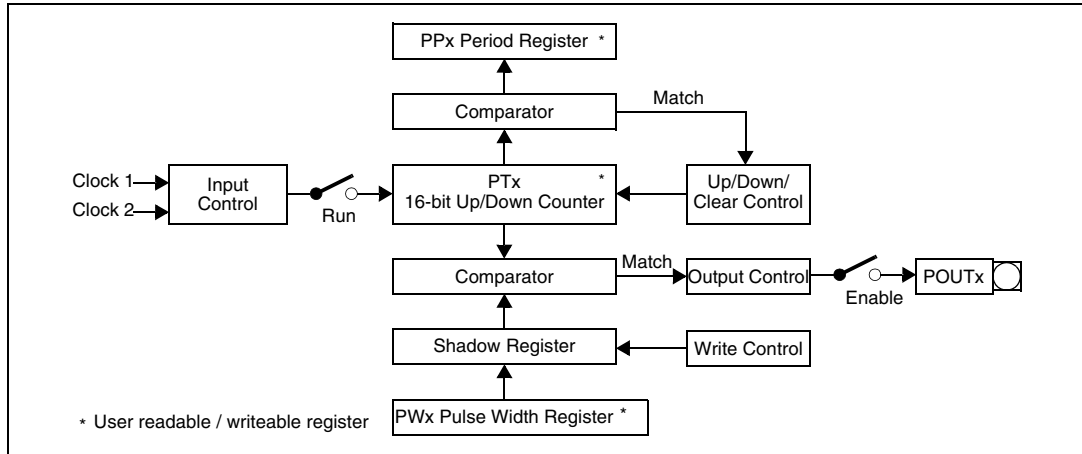 PPx Period Register *
Comparator
Match
Clock 1
Clock 2
Input
Control
Run
PTx *
16-bit Up/Down Counter
Up/Down/
Clear Control
Comparator
Match
Output Control
Enable
POUTx
Shadow Register
Write Control
PWx Pulse Width Register *
* User readable / writeable register